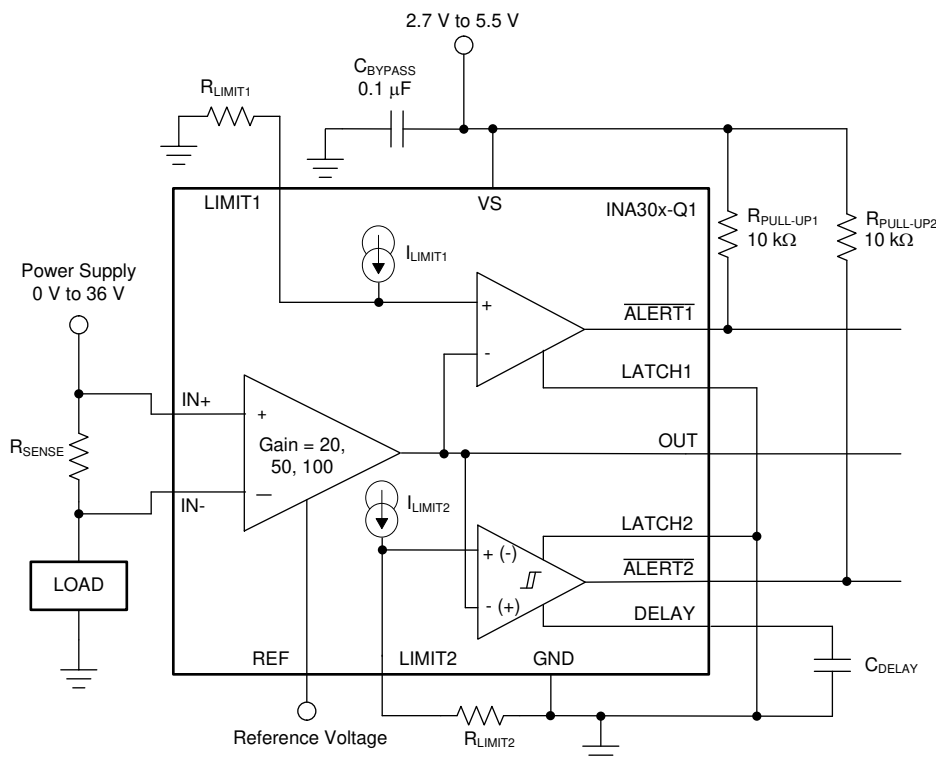 2.7 V to 5.5 V
CBYPASS
0.1 μF
RLIMIT1
LIMIT1
VS
INA30x-Q1
RPULL-UP1
10 kΩ
RPULL-UP2
10 kΩ
ILIMIT1
Power Supply
0 V to 36 V
+
ALERT1
-
LATCH1
IN+
+
OUT
RSENSE
Gain = 20,
50, 100
IN-
—
ILIMIT2
LATCH2
+ (-)
ALERT2
LOAD
- (+)
DELAY
REF
LIMIT2
GND
CDELAY
Reference Voltage
RLIMIT2